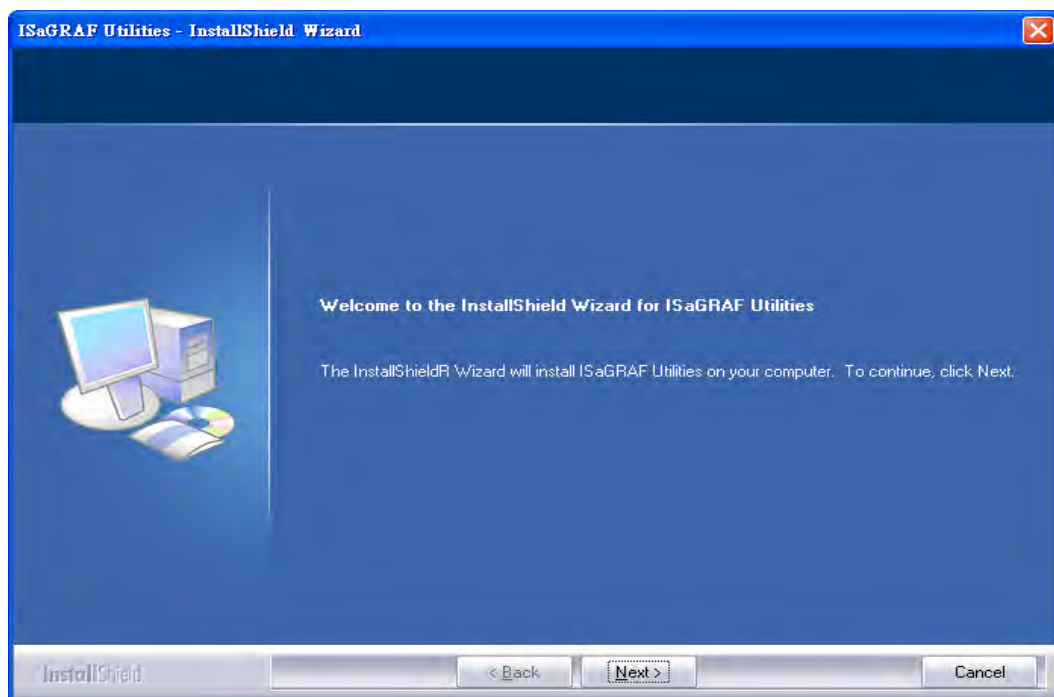 ISaGRAF Utilities - InstallShield Wizard
Welcome to the InstallShield Wizard for ISaGRAF Utilities
The InstallShieldR Wizard will install ISaGRAF Utilities on your computer. To continue, click Next.
InstallShield
< Back
Next >
Cancel